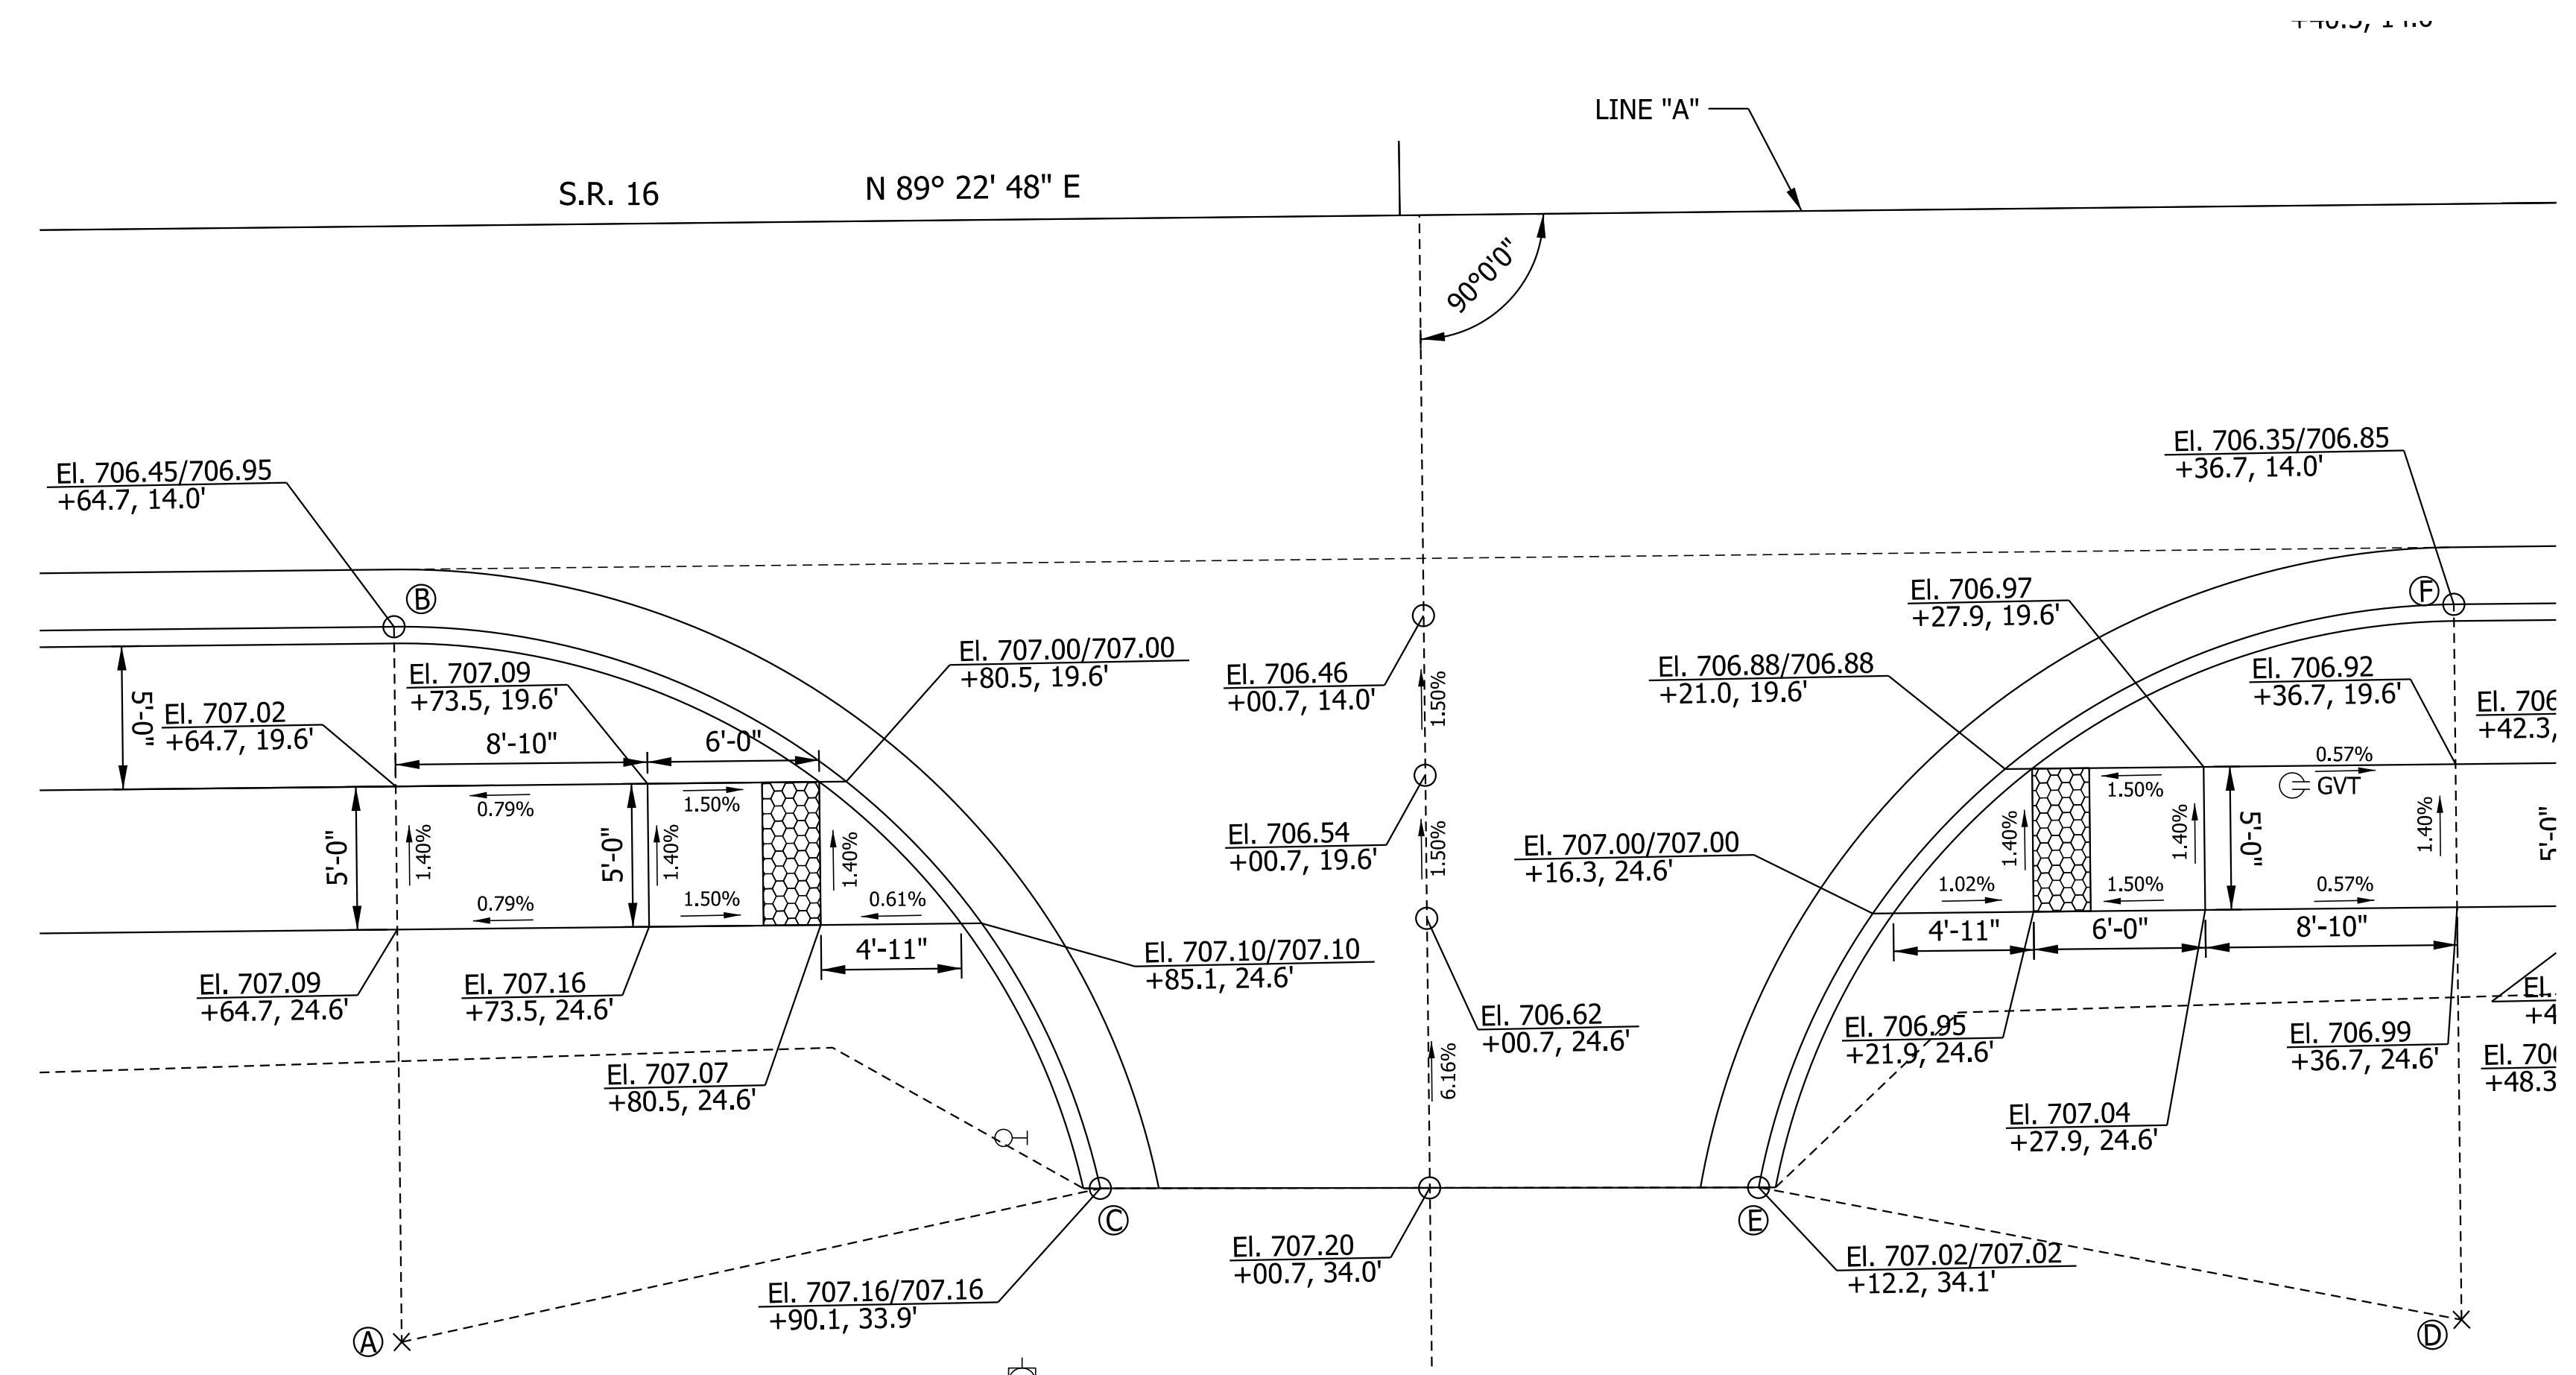 LINE "A"
S.R. 16
N 89° 22' 48" E
90°0'0"
El. 706.45/706.95
+64.7, 14.0'
El. 706.35/706.85
+36.7, 14.0'
B
F
El. 706.97
+27.9, 19.6'
El. 707.00/707.00
+80.5, 19.6'
El. 707.09
+73.5, 19.6'
El. 706.46
+00.7, 14.0'
1.50%
El. 706.88/706.88
+21.0, 19.6'
El. 706.92
+36.7, 19.6'
El. 706
+42.3,
5'-0"
El. 707.02
+64.7, 19.6'
8'-10"
6'-0"
0.57%
GVT
0.79%
1.50%
1.50%
5'-0"
1.40%
5'-0"
1.40%
1.40%
El. 706.54
+00.7, 19.6'
1.50%
El. 707.00/707.00
+16.3, 24.6'
1.40%
1.40%
5'-0"
1.40%
5'-0"
0.79%
1.50%
0.61%
1.02%
1.50%
0.57%
4'-11"
4'-11"
6'-0"
8'-10"
El. 707.10/707.10
+85.1, 24.6'
El. 707.09
+64.7, 24.6'
El. 707.16
+73.5, 24.6'
El. 706.62
+00.7, 24.6'
El. 706.95
+21.9, 24.6'
El. 706.99
+36.7, 24.6'
El.
+4
El. 706
+48.3
6.16%
El. 707.07
+80.5, 24.6'
El. 707.04
+27.9, 24.6'
C
E
El. 707.20
+00.7, 34.0'
El. 707.02/707.02
+12.2, 34.1'
El. 707.16/707.16
+90.1, 33.9'
A
D